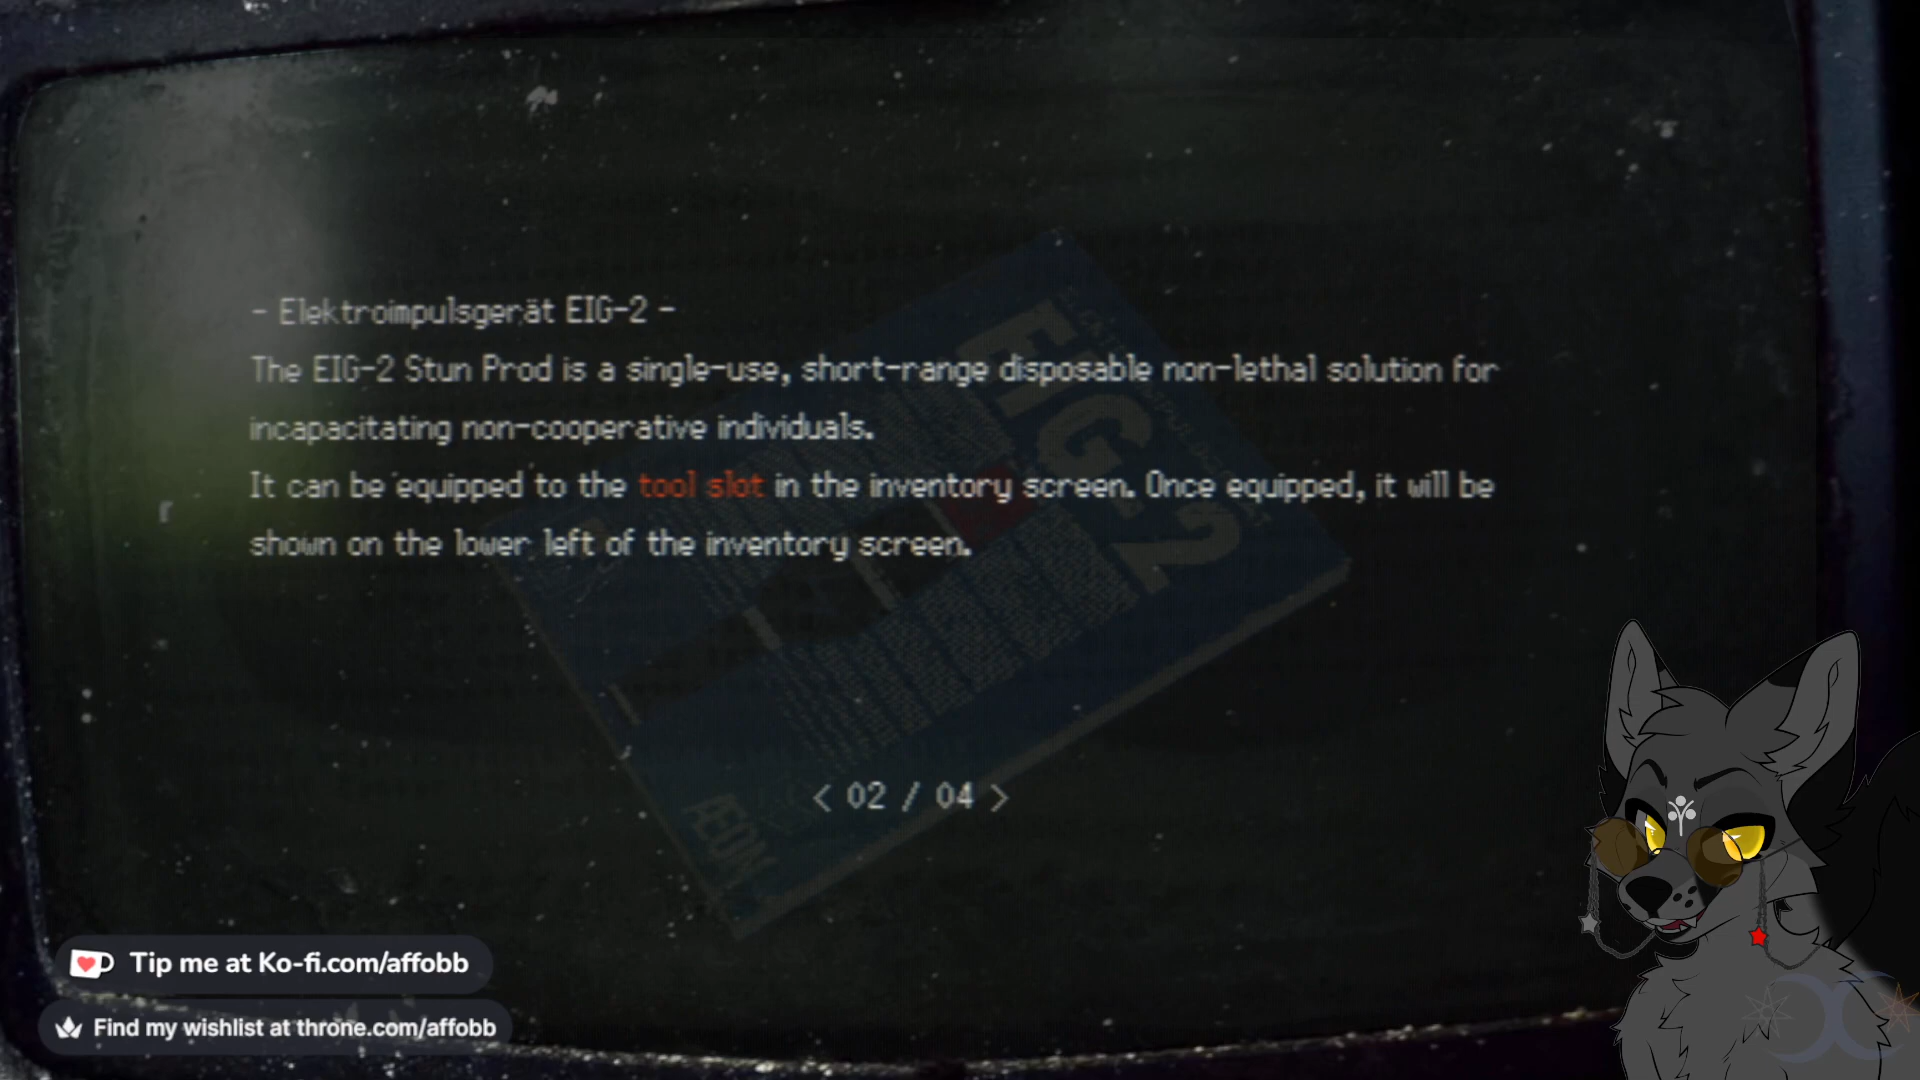 - Elektroimpulsgerät EIG-2 -
The EIG-2 Stun Prod is a single-use, short-range disposable non-lethal solution for
incapacitating non-cooperative individuals.
It can be equipped to the tool slot in the inventory screen. Once equipped, it will be
shown on the lower left of the inventory screen.
EIG-2
ÆON
< 02 / 04 >
Tip me at Ko-fi.com/affobb
Find my wishlist at throne.com/affobb